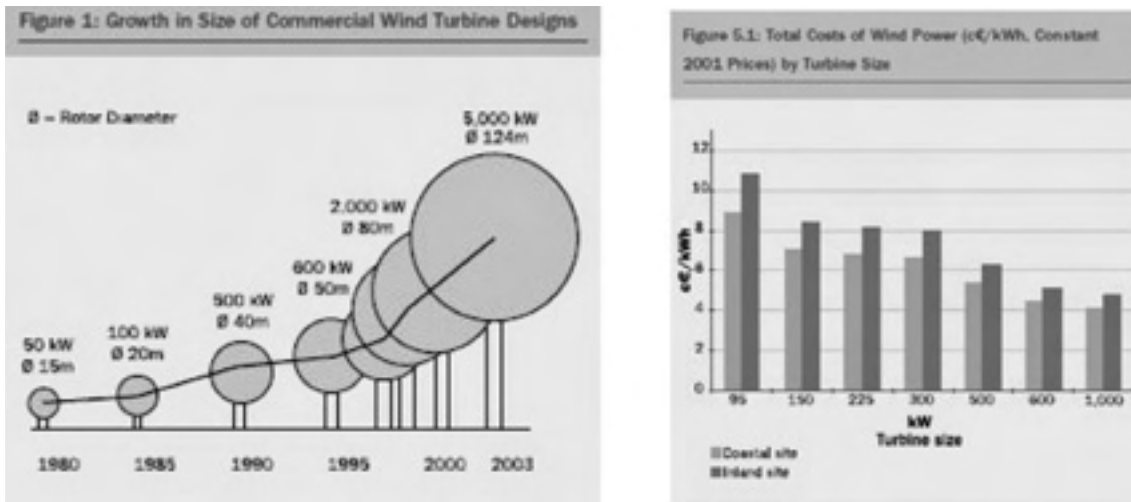 Figure 1: Growth in Size of Commercial Wind Turbine Designs
Ø – Rotor Diameter
5,000 kW
Ø 124m
2,000 kW
Ø 80m
600 kW
Ø 50m
500 kW
Ø 40m
100 kW
Ø 20m
50 kW
Ø 15m
1980 1985 1990 1995 2000 2003
Figure 5.1: Total Costs of Wind Power (c€/kWh, Constant
2001 Prices) by Turbine Size
12
10
8
6
4
2
0
c€/kWh
95 150 225 300 500 600 1,000
kW
Turbine size
Coastal site
Inland site